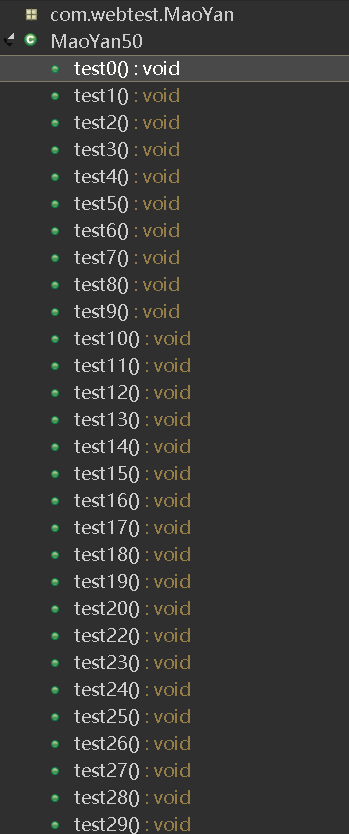 com.webtest.MaoYan
MaoYan50
test0() : void
test1() : void
test2() : void
test3() : void
test4() : void
test5() : void
test6() : void
test7() : void
test8() : void
test9() : void
test10() : void
test11() : void
test12() : void
test13() : void
test14() : void
test15() : void
test16() : void
test17() : void
test18() : void
test19() : void
test20() : void
test22() : void
test23() : void
test24() : void
test25() : void
test26() : void
test27() : void
test28() : void
test29() : void